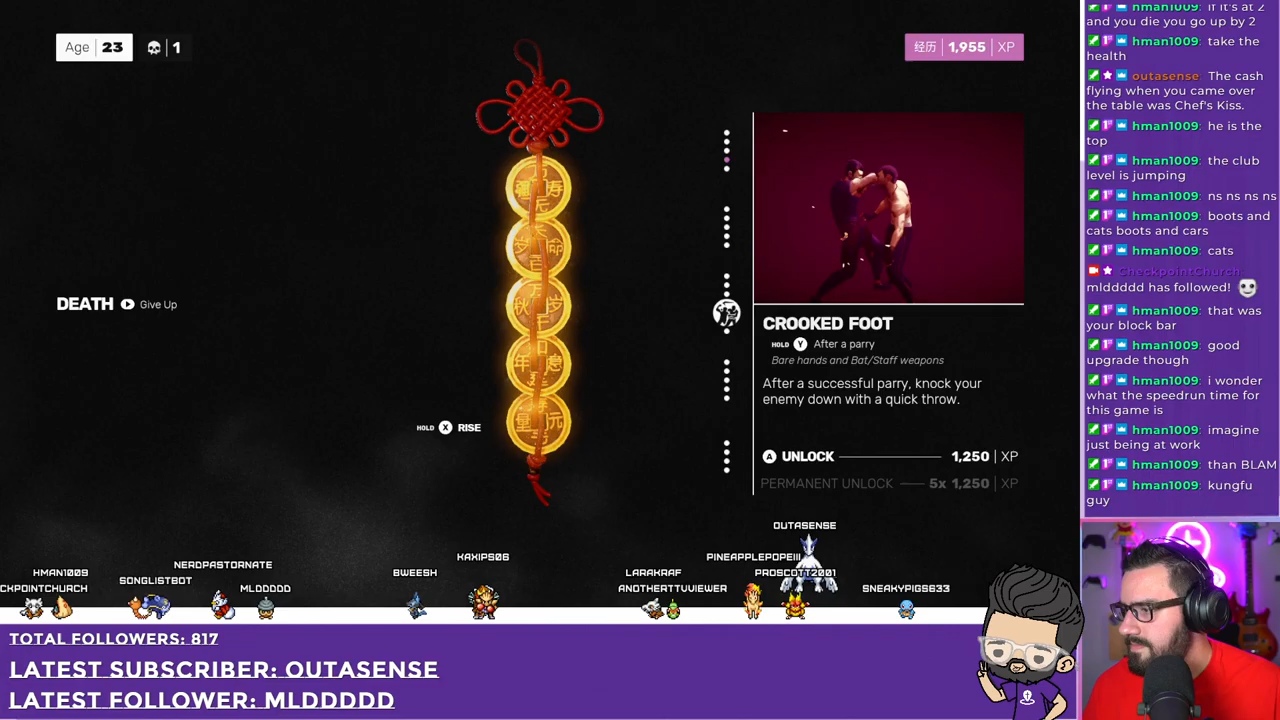 Age 23
1
经历 1,955 XP
DEATH Give Up
HOLD X RISE
CROOKED FOOT
HOLD Y After a parry
Bare hands and Bat/Staff weapons
After a successful parry, knock your
enemy down with a quick throw.
A UNLOCK 1,250 XP
PERMANENT UNLOCK 5x 1,250 XP
hman1009: if it's at 2
and you die you go up by 2
hman1009: take the
health
outasense: The cash
flying when you came over
the table was Chef's Kiss.
hman1009: he is the
top
hman1009: the club
level is jumping
hman1009: ns ns ns ns
hman1009: boots and
cats boots and cars
hman1009: cats
CheckpointChurch:
mlddddd has followed!
hman1009: that was
your block bar
hman1009: good
upgrade though
hman1009: i wonder
what the speedrun time for
this game is
hman1009: imagine
just being at work
hman1009: than BLAM
hman1009: kungfu
guy
OUTASENSE
HMAN1009
NERDPASTORNATE
KAXIPS08
PINEAPPLEPOPEIII
CKPOINTCHURCH
SONGLISTBOT
MLDDDDD
BWEESH
LARAKRAF
ANOTHERTTVVIEWER
PROSCOTT2001
SNEAKYPIGS633
TOTAL FOLLOWERS: 817
LATEST SUBSCRIBER: OUTASENSE
LATEST FOLLOWER: MLDDDDD